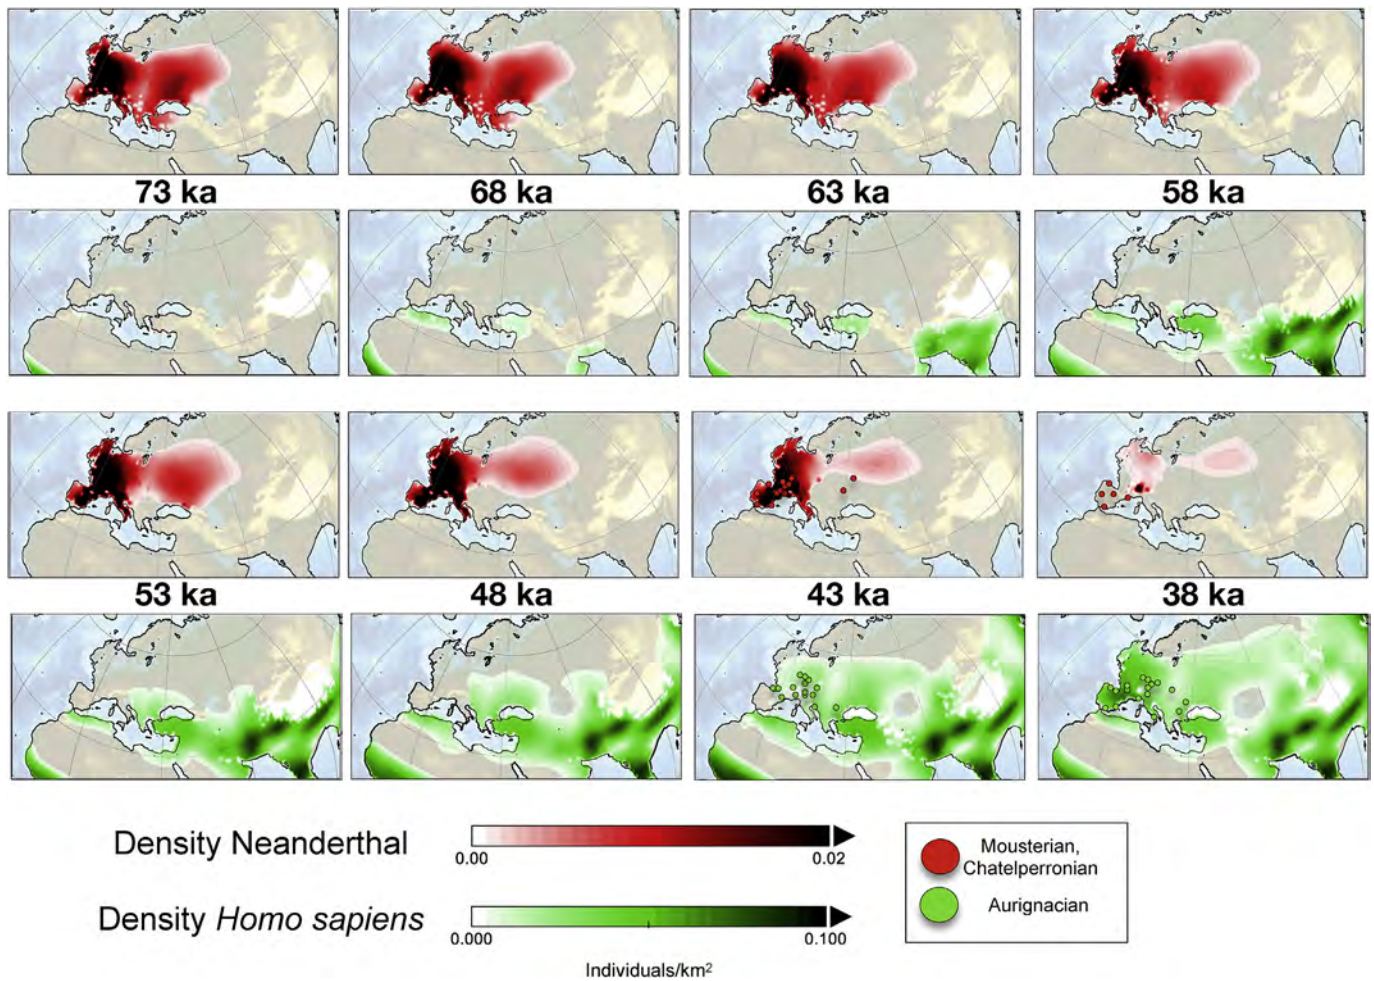 73 ka
68 ka
63 ka
58 ka
53 ka
48 ka
43 ka
38 ka
Density Neanderthal
0.00
0.02
Density Homo sapiens
0.000
0.100
Individuals/km²
Mousterian,
Chatelperronian
Aurignacian